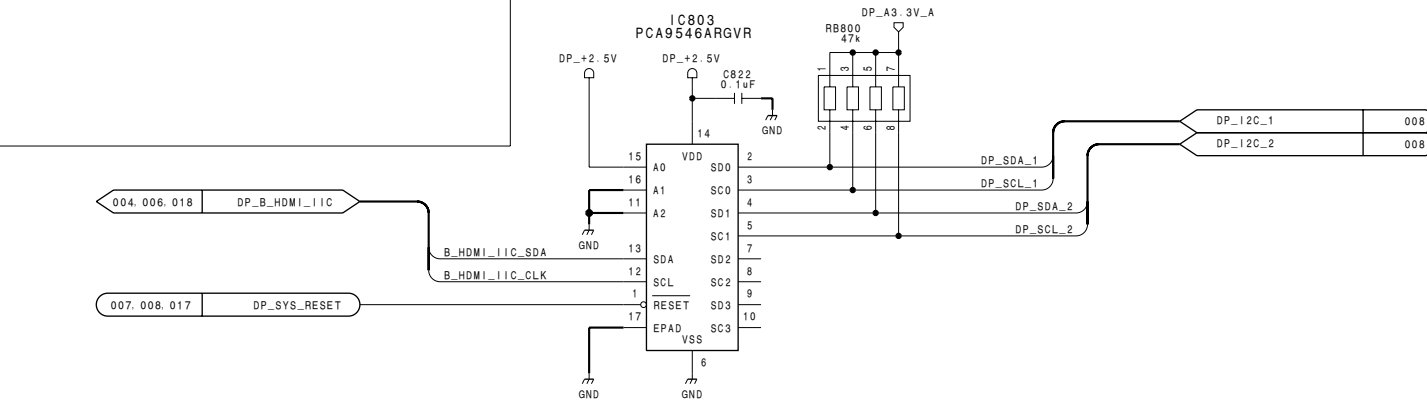 IC803
PCA9546ARGVR
DP_A3.3V_A
RB800
47k
DP_+2.5V
DP_+2.5V
C822
0.1uF
GND
1 3 5 7
2 4 6 8
14
VDD
15 A0
16 A1
11 A2
GND
13 SDA
12 SCL
1 RESET
17 EPAD
VSS
6
GND
GND
SD0 2
SC0 3
SD1 4
SC1 5
SD2 7
SC2 8
SD3 9
SC3 10
DP_SDA_1
DP_SCL_1
DP_SDA_2
DP_SCL_2
DP_I2C_1 008
DP_I2C_2 008
004,006,018 DP_B_HDMI_IIC
B_HDMI_IIC_SDA
B_HDMI_IIC_CLK
007,008,017 DP_SYS_RESET